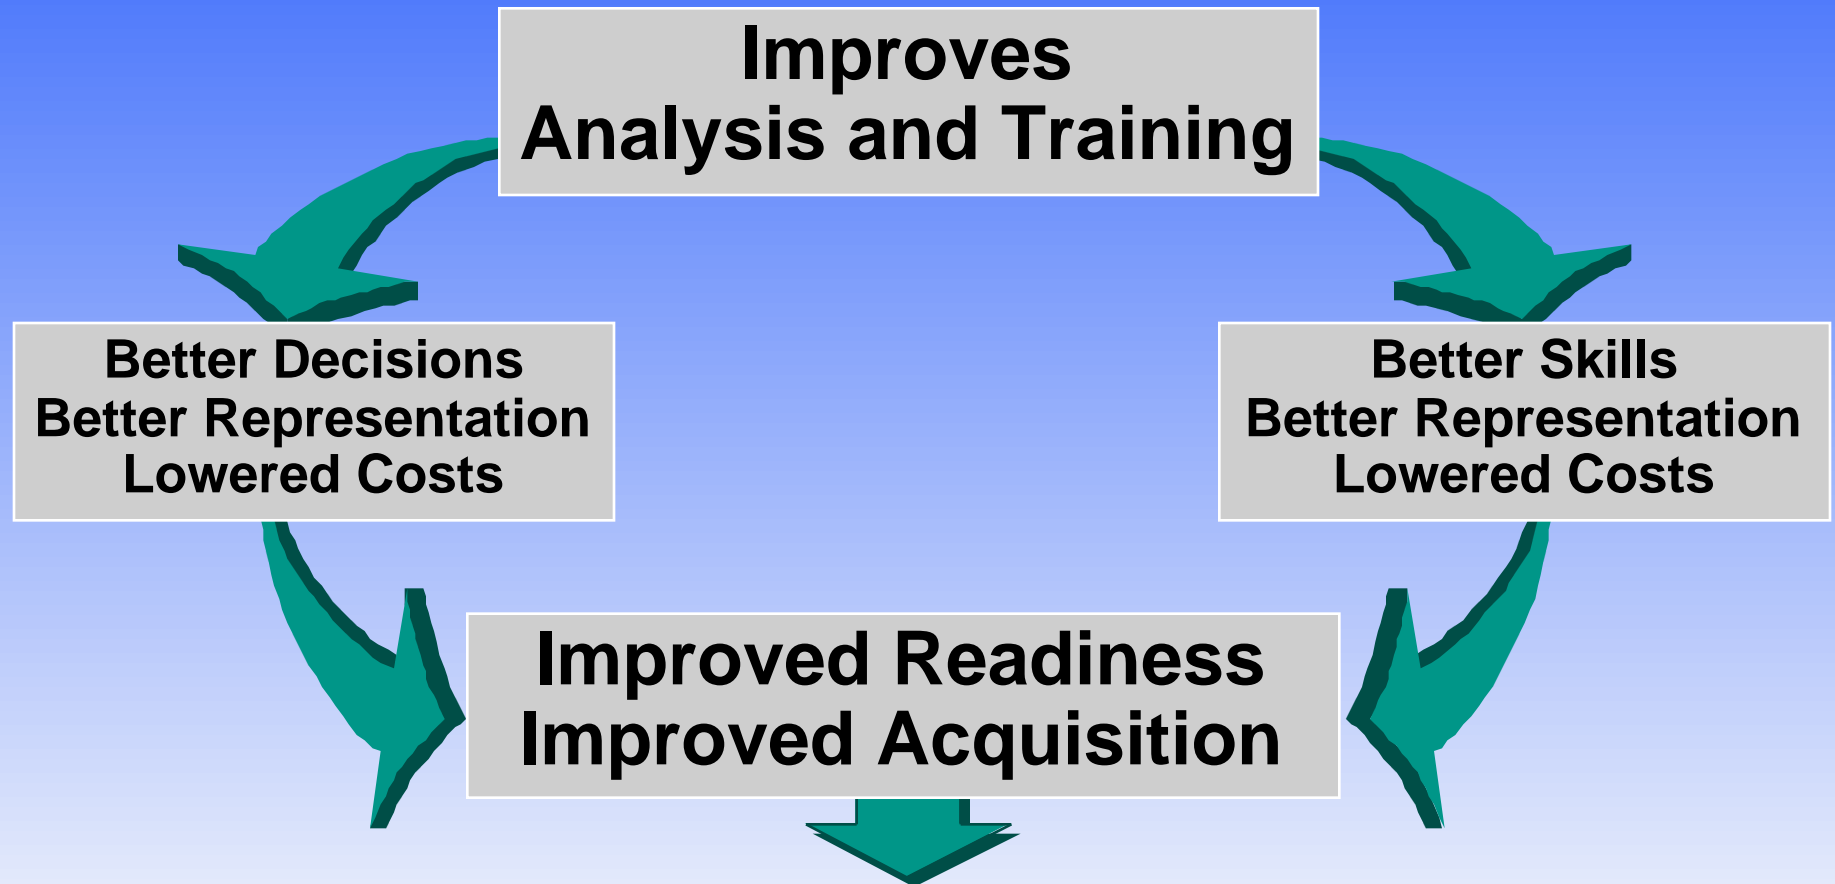 Improves
Analysis and Training
Better Decisions
Better Representation
Lowered Costs
Better Skills
Better Representation
Lowered Costs
Improved Readiness
Improved Acquisition